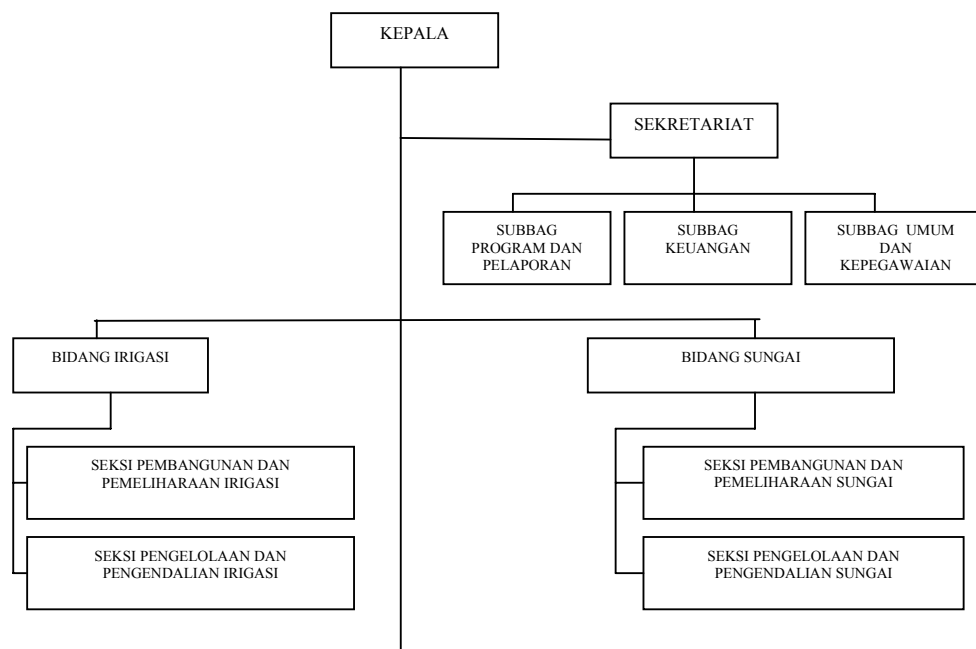 KEPALA
SEKRETARIAT
SUBBAG
PROGRAM DAN
PELAPORAN
SUBBAG
KEUANGAN
SUBBAG UMUM
DAN
KEPEGAWAIAN
BIDANG IRIGASI
BIDANG SUNGAI
SEKSI PEMBANGUNAN DAN
PEMELIHARAAN IRIGASI
SEKSI PENGELOLAAN DAN
PENGENDALIAN IRIGASI
SEKSI PEMBANGUNAN DAN
PEMELIHARAAN SUNGAI
SEKSI PENGELOLAAN DAN
PENGENDALIAN SUNGAI